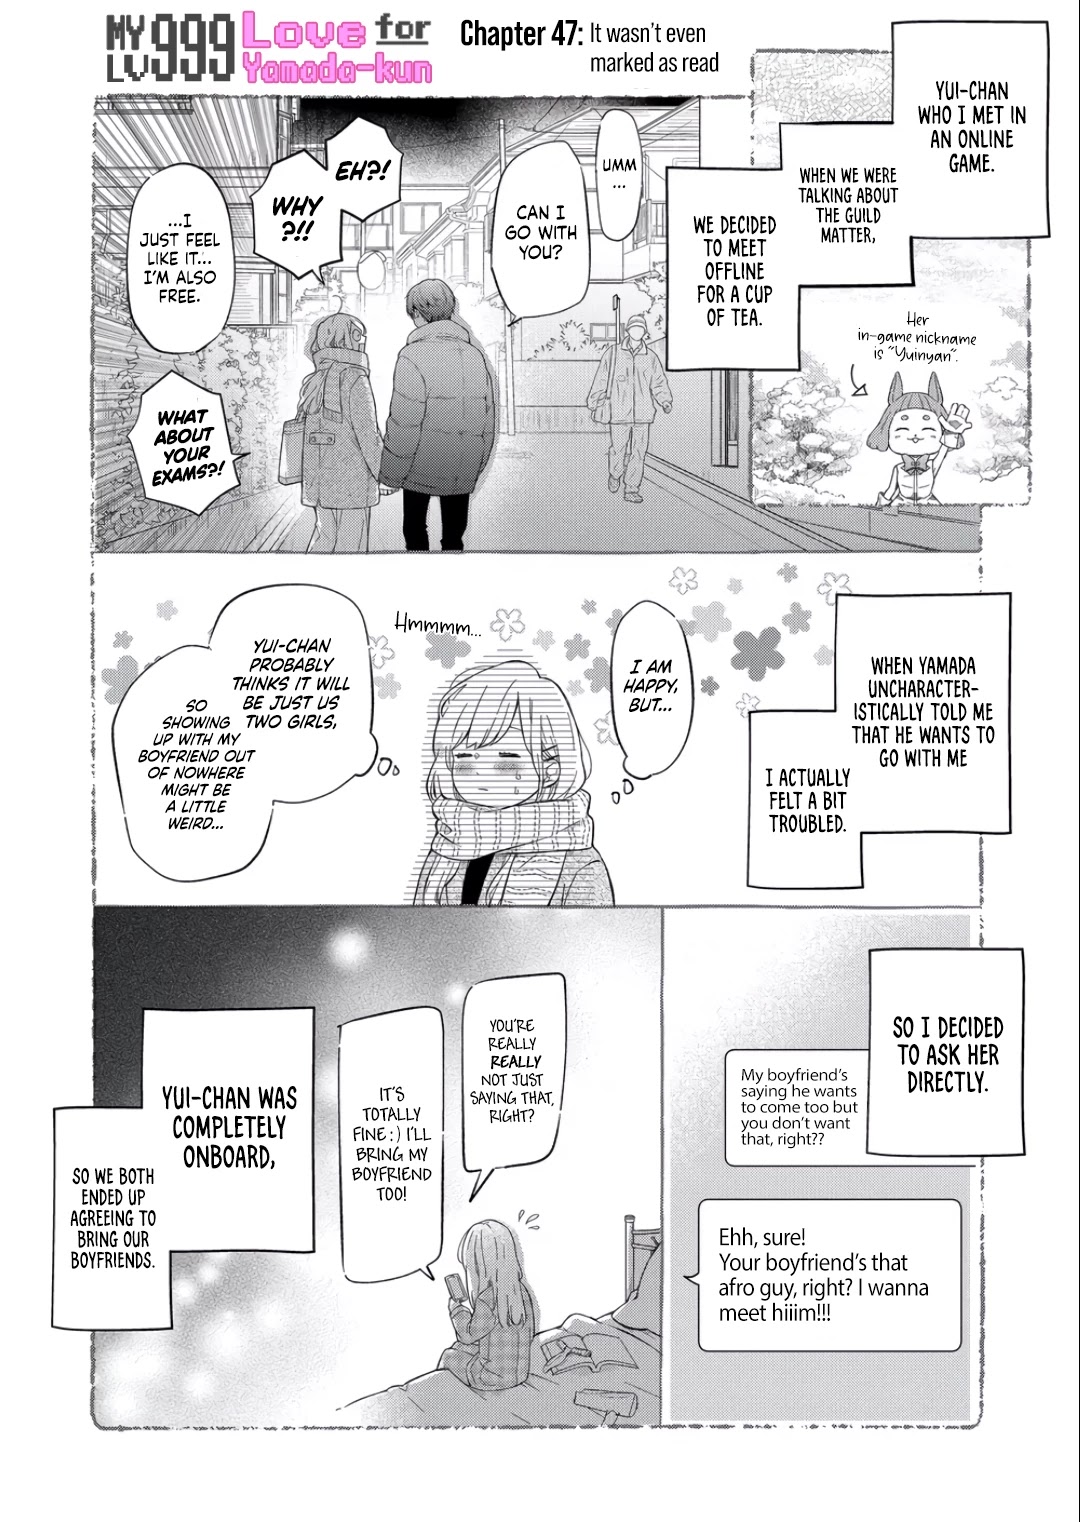 MY LV999 Love for Yamada-kun
Chapter 47: It wasn't even
marked as read
YUI-CHAN
WHO I MET IN
AN ONLINE
GAME.
WHEN WE WERE
TALKING ABOUT
THE GUILD
MATTER,
WE DECIDED
TO MEET
OFFLINE
FOR A CUP
OF TEA.
Her
in-game nickname
is "Yuinyan".
UMM
...
CAN I
GO WITH
YOU?
EH?!
WHY
?!!
...I
JUST FEEL
LIKE IT...
I'M ALSO
FREE.
WHAT
ABOUT
YOUR
EXAMS?!
WHEN YAMADA
UNCHARACTER-
ISTICALLY TOLD ME
THAT HE WANTS TO
GO WITH ME
I ACTUALLY
FELT A BIT
TROUBLED.
I AM
HAPPY,
BUT...
Hmmmm...
YUI-CHAN
PROBABLY
THINKS IT WILL
BE JUST US
TWO GIRLS,
SO
SHOWING
UP WITH MY
BOYFRIEND OUT
OF NOWHERE
MIGHT BE
A LITTLE
WEIRD...
SO I DECIDED
TO ASK HER
DIRECTLY.
My boyfriend's
saying he wants
to come too but
you don't want
that, right??
Ehh, sure!
Your boyfriend's that
afro guy, right? I wanna
meet hiiim!!!
YOU'RE
REALLY
REALLY
NOT JUST
SAYING THAT,
RIGHT?
IT'S
TOTALLY
FINE:) I'LL
BRING MY
BOYFRIEND
TOO!
YUI-CHAN WAS
COMPLETELY
ONBOARD,
SO WE BOTH
ENDED UP
AGREEING TO
BRING OUR
BOYFRIENDS.